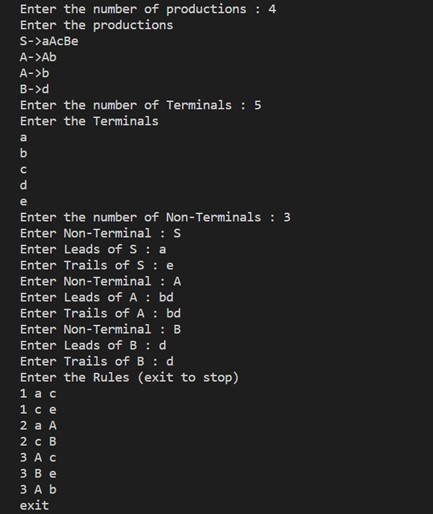 Enter the number of productions : 4
Enter the productions
S->aAcBe
A->Ab
A->b
B->d
Enter the number of Terminals : 5
Enter the Terminals
a
b
c
d
e
Enter the number of Non-Terminals : 3
Enter Non-Terminal : S
Enter Leads of S : a
Enter Trails of S : e
Enter Non-Terminal : A
Enter Leads of A : bd
Enter Trails of A : bd
Enter Non-Terminal : B
Enter Leads of B : d
Enter Trails of B : d
Enter the Rules (exit to stop)
1 a c
1 c e
2 a A
2 c B
3 A c
3 B e
3 A b
exit